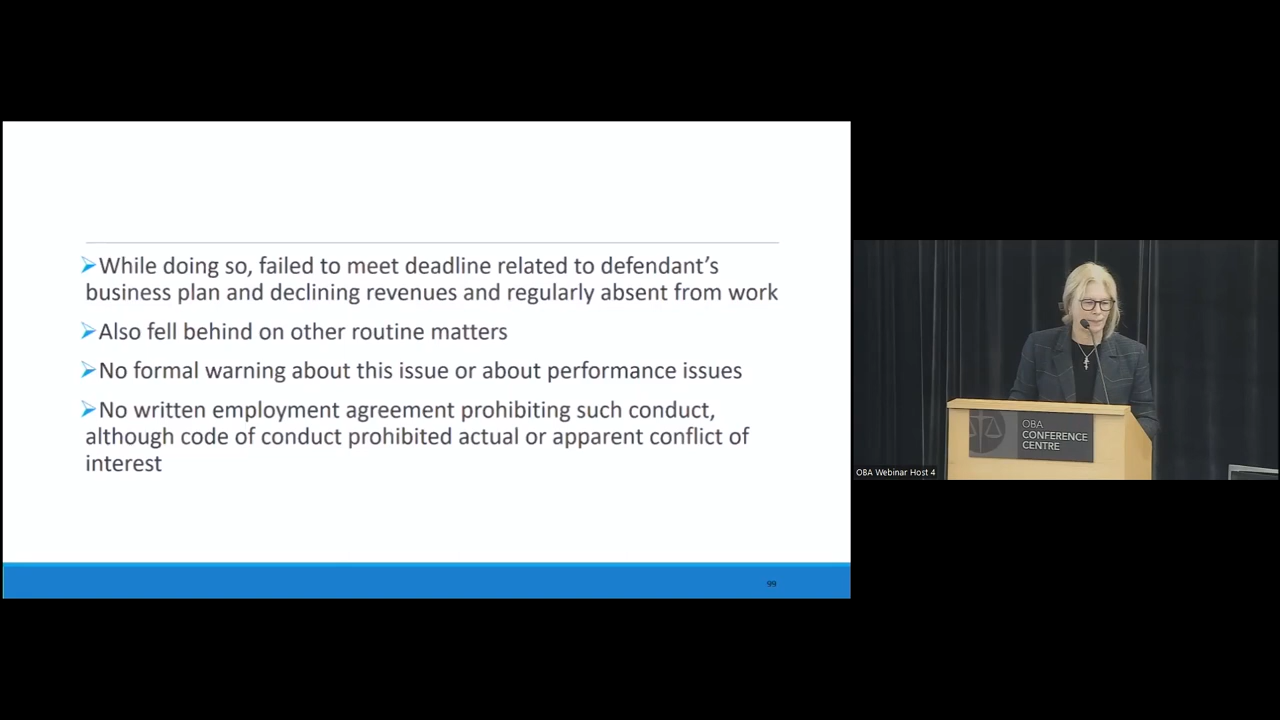 ➢While doing so, failed to meet deadline related to defendant's
business plan and declining revenues and regularly absent from work
➢Also fell behind on other routine matters
➢No formal warning about this issue or about performance issues
➢No written employment agreement prohibiting such conduct,
although code of conduct prohibited actual or apparent conflict of
interest
99
OBA
CONFERENCE
CENTRE
OBA Webinar Host 4